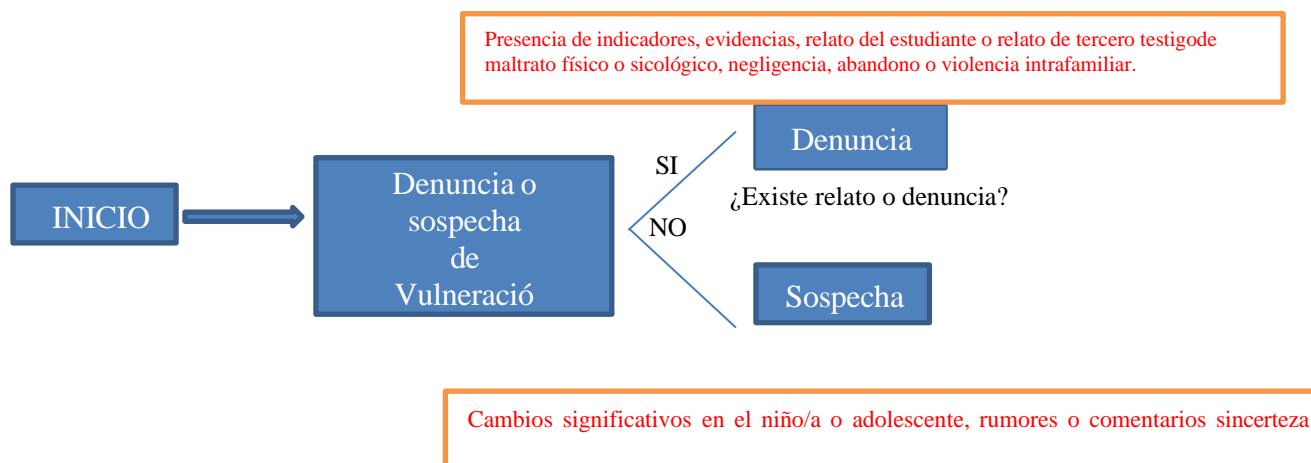 Presencia de indicadores, evidencias, relato del estudiante o relato de tercero testigode
maltrato físico o sicológico, negligencia, abandono o violencia intrafamiliar.
Denuncia
SI
¿Existe relato o denuncia?
INICIO
Denuncia o
sospecha
de
Vulneració
NO
Sospecha
Cambios significativos en el niño/a o adolescente, rumores o comentarios sincerteza